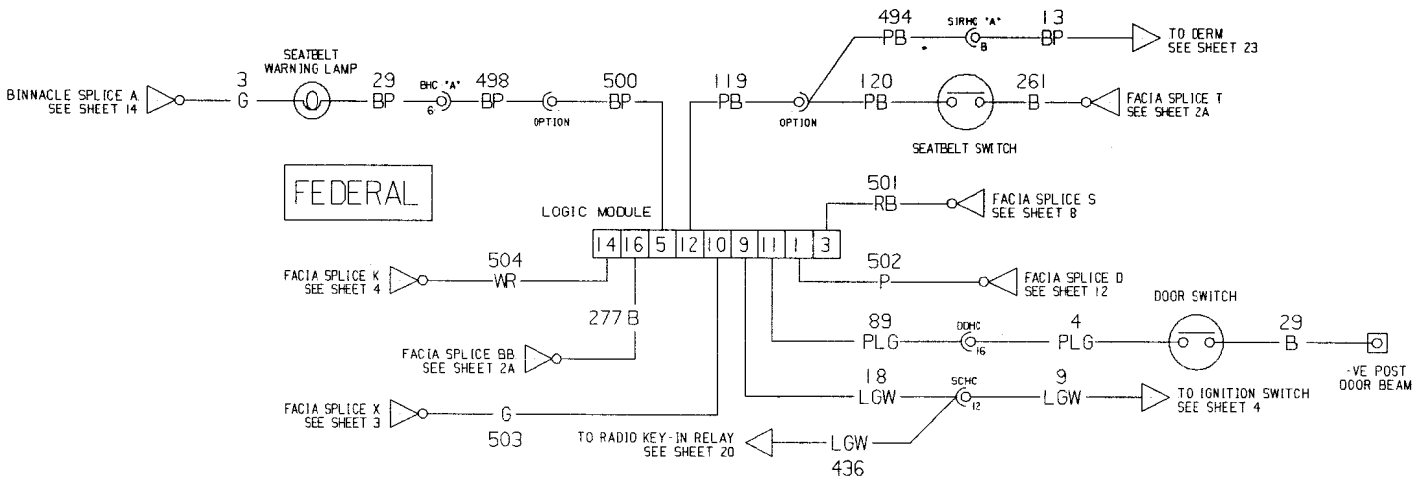 494
SIRHC "A"
13
PB
B
BP
TO DERM
SEE SHEET 23
SEATBELT
WARNING LAMP
BINNACLE SPLICE A
SEE SHEET 14
3
G
29
BP
BHC "A"
6
498
BP
OPTION
500
BP
119
PB
OPTION
120
PB
SEATBELT SWITCH
261
B
FACIA SPLICE T
SEE SHEET 2A
FEDERAL
LOGIC MODULE
14 16 5 12 10 9 11 1 3
501
RB
FACIA SPLICE S
SEE SHEET 8
FACIA SPLICE K
SEE SHEET 4
504
WR
502
P
FACIA SPLICE D
SEE SHEET 12
277 B
FACIA SPLICE BB
SEE SHEET 2A
89
PLG
DDHC
16
4
PLG
DOOR SWITCH
29
B
-VE POST
DOOR BEAM
FACIA SPLICE X
SEE SHEET 3
G
503
18
LGW
SCHC
12
9
LGW
TO IGNITION SWITCH
SEE SHEET 4
TO RADIO KEY-IN RELAY
SEE SHEET 20
LGW
436